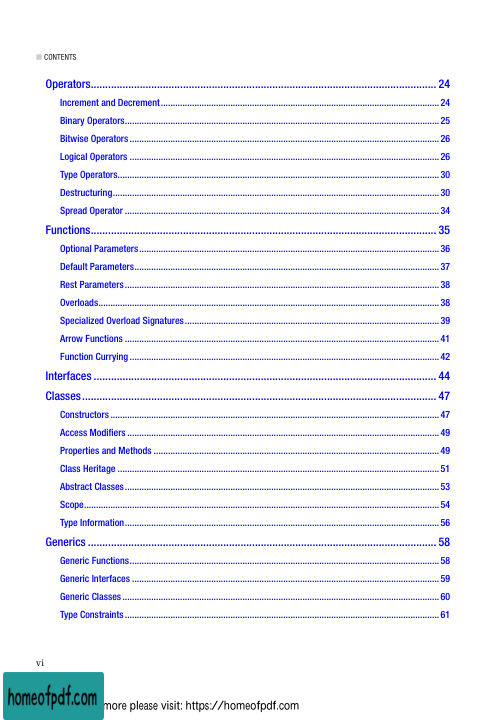 CONTENTS
Operators........ 24
Increment and Decrement........ 24
Binary Operators........ 25
Bitwise Operators........ 26
Logical Operators........ 26
Type Operators........ 30
Destructuring........ 30
Spread Operator........ 34
Functions........ 35
Optional Parameters........ 36
Default Parameters........ 37
Rest Parameters........ 38
Overloads........ 38
Specialized Overload Signatures........ 39
Arrow Functions........ 41
Function Currying........ 42
Interfaces........ 44
Classes........ 47
Constructors........ 47
Access Modifiers........ 49
Properties and Methods........ 49
Class Heritage........ 51
Abstract Classes........ 53
Scope........ 54
Type Information........ 56
Generics........ 58
Generic Functions........ 58
Generic Interfaces........ 59
Generic Classes........ 60
Type Constraints........ 61
vi
homeofpdf.com more please visit: https://homeofpdf.com